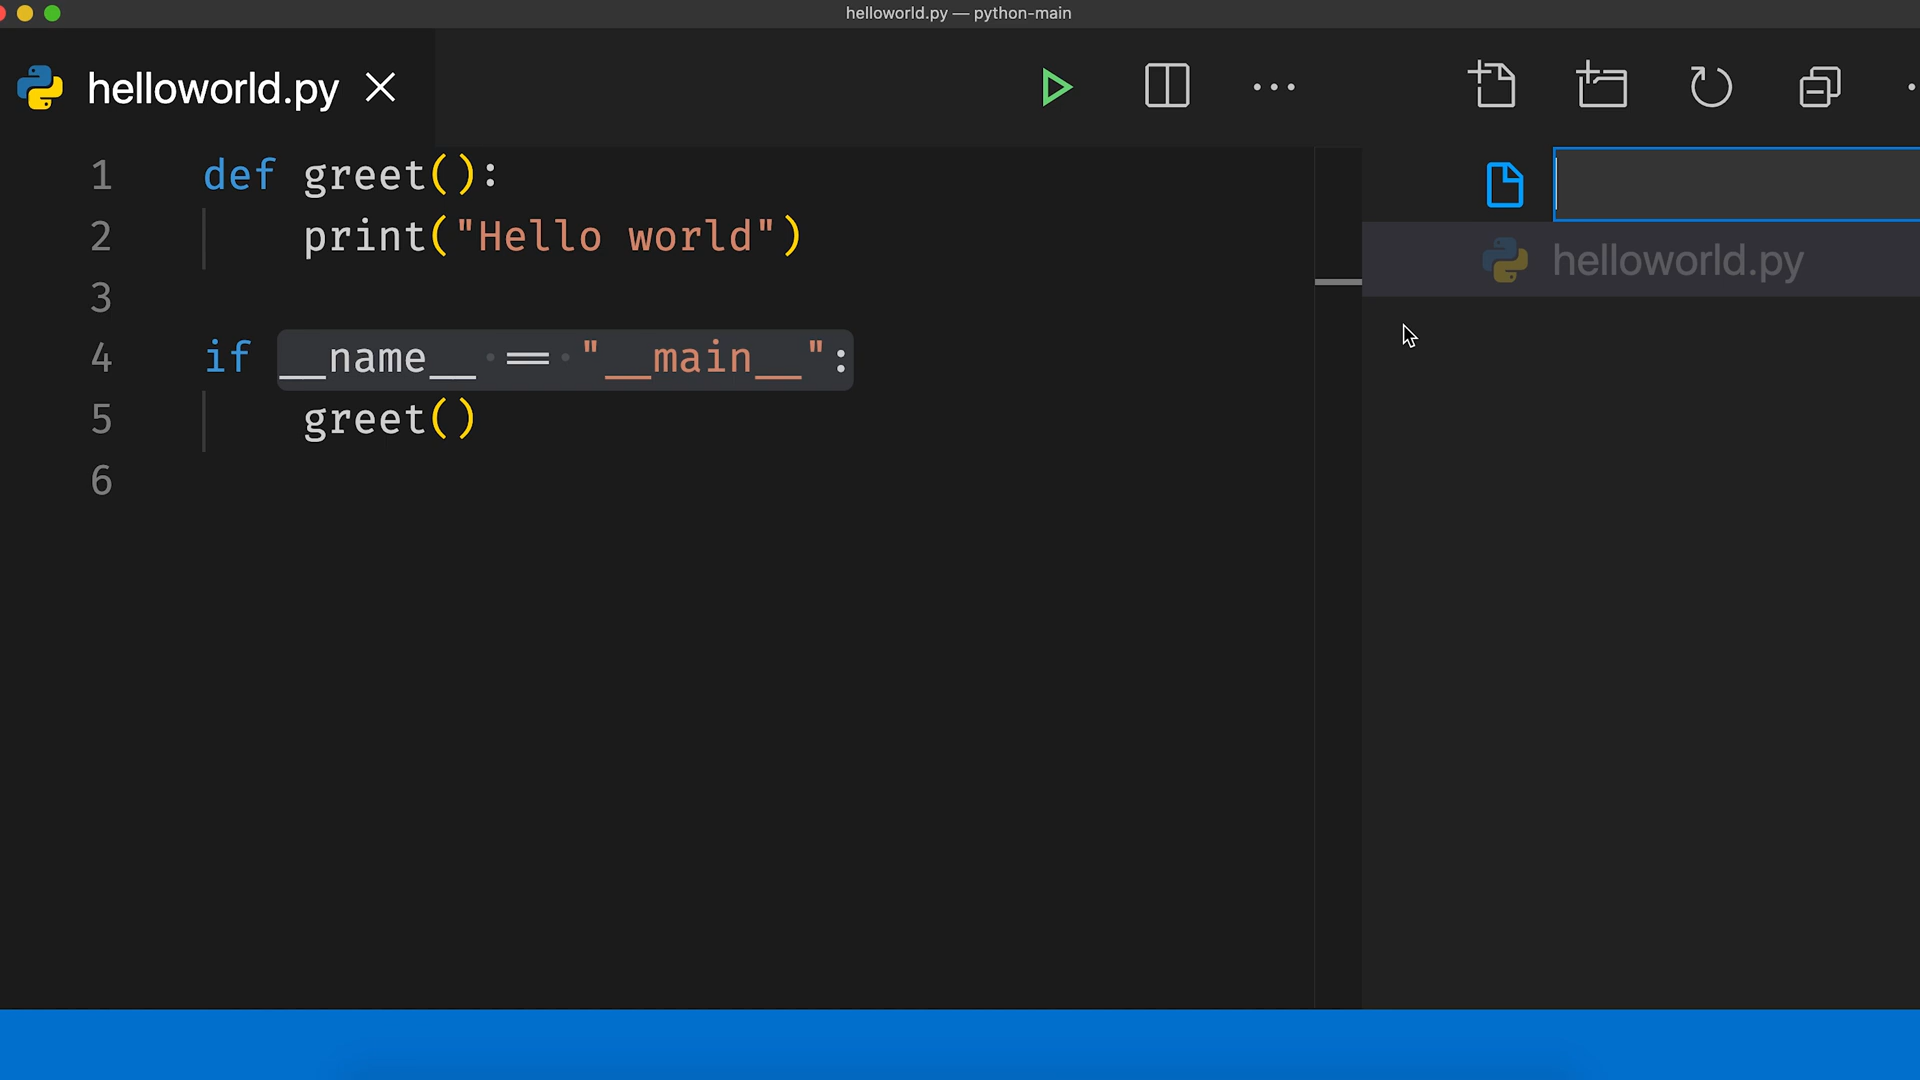 helloworld.py — python-main
helloworld.py
1 def greet():
2 print("Hello world")
3
4 if __name__ == "__main__":
5 greet()
6
helloworld.py